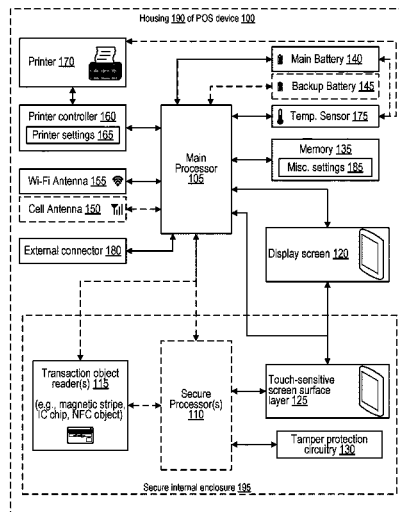 Housing 190 of POS device 100
Printer 170
Main Battery 140
Backup Battery 145
Temp. Sensor 175
Printer controller 160
Printer settings 165
Main
Processor
105
Memory
135
Misc. settings 185
Wi-Fi Antenna 155
Cell Antenna 150
External connector 180
Display screen 120
Transaction object
reader(s) 115
(e.g., magnetic stripe,
IC chip, NFC object)
Secure
Processor(s)
110
Touch-sensitive
screen surface
layer 125
Tamper protection
circuitry 130
Secure internal enclosure 195